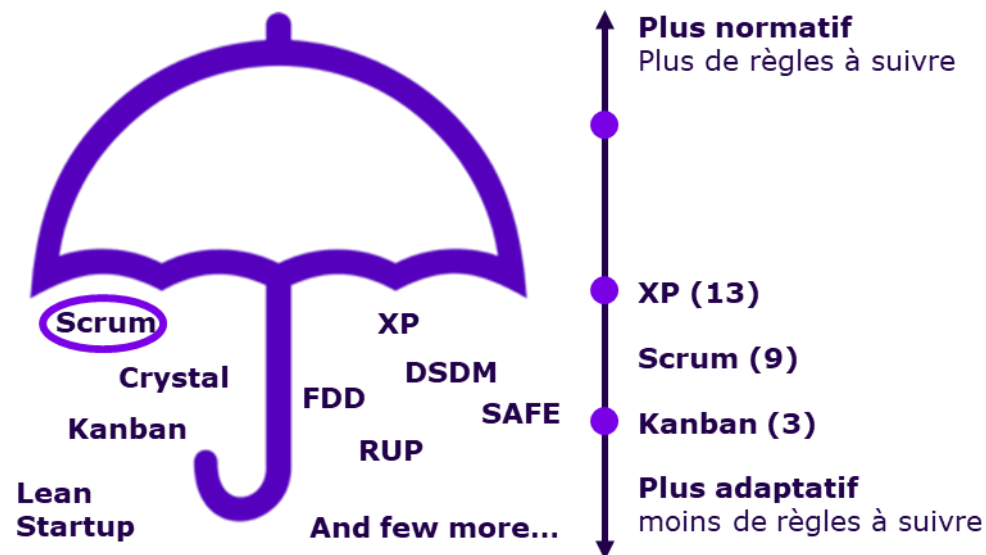 Scrum
XP
Crystal
DSDM
FDD
SAFE
Kanban
RUP
Lean
Startup
And few more...
Plus normatif
Plus de règles à suivre
XP (13)
Scrum (9)
Kanban (3)
Plus adaptatif
moins de règles à suivre